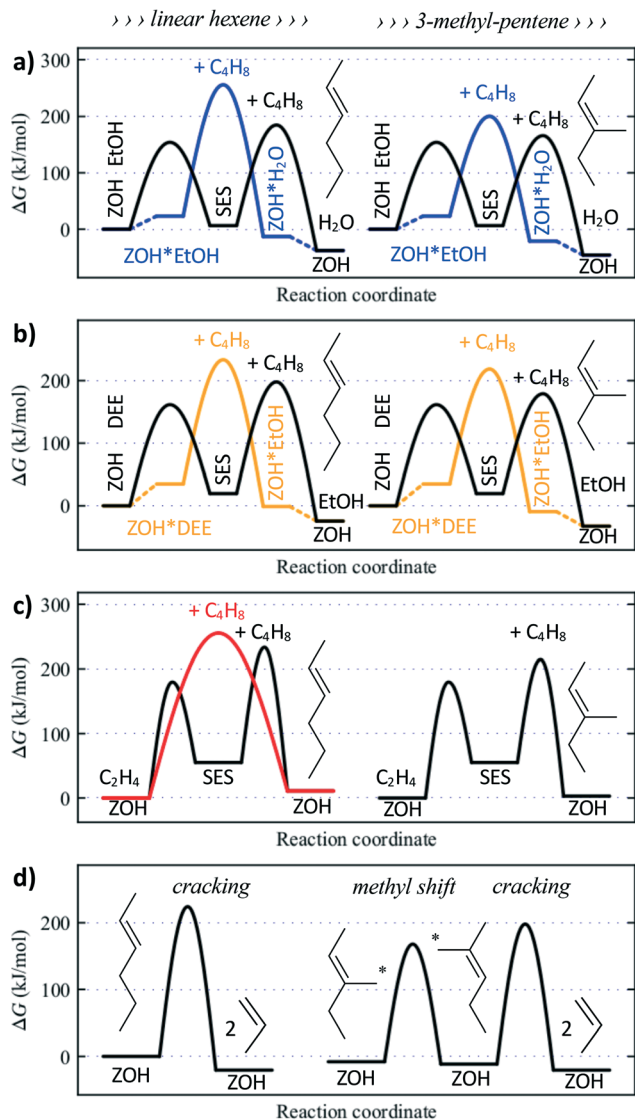 › › › linear hexene › › › › › › 3-methyl-pentene › › ›
a)
300
200
100
0
ΔG (kJ/mol)
+ C₄H₈
+ C₄H₈
ZOH EtOH
SES
ZOH*H₂O
H₂O
ZOH
ZOH*EtOH
+ C₄H₈
+ C₄H₈
ZOH EtOH
SES
ZOH*H₂O
H₂O
ZOH
ZOH*EtOH
Reaction coordinate
b)
200
100
0
ΔG (kJ/mol)
+ C₄H₈
+ C₄H₈
ZOH DEE
SES
ZOH*EtOH
EtOH
ZOH
ZOH*DEE
+ C₄H₈
+ C₄H₈
ZOH DEE
SES
ZOH*EtOH
EtOH
ZOH
ZOH*DEE
Reaction coordinate
c)
300
200
100
0
ΔG (kJ/mol)
+ C₄H₈
+ C₄H₈
C₂H₄
ZOH
SES
ZOH
+ C₄H₈
C₂H₄
ZOH
SES
ZOH
Reaction coordinate
d)
200
100
0
ΔG (kJ/mol)
cracking
methyl shift
cracking
*
*
2
2
ZOH
ZOH
ZOH
ZOH
ZOH
Reaction coordinate